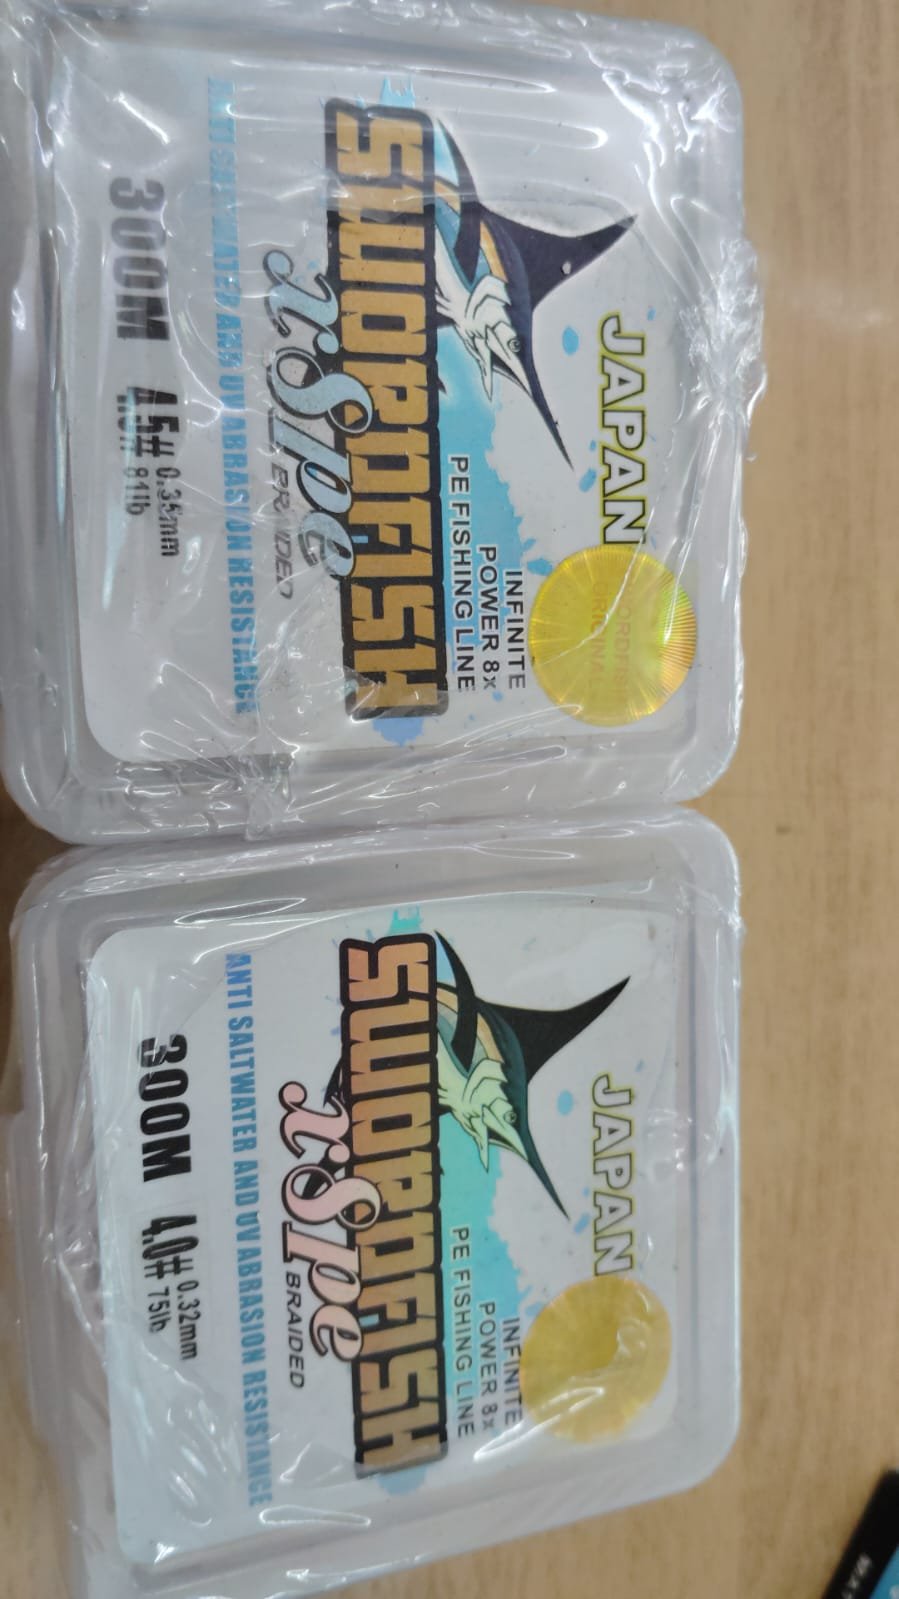 JAPAN
SWORDFISH
ORIGINAL
INFINITE
POWER 8x
PE FISHING LINE
SWORDFISH
x8pe
BRAIDED
ANTI SALTWATER AND UV ABRASION RESISTANCE
300M 4.5# 0.35mm
81lb
JAPAN
INFINITE
POWER 8x
PE FISHING LINE
SWORDFISH
x8pe
BRAIDED
ANTI SALTWATER AND UV ABRASION RESISTANCE
300M 4.0# 0.32mm
75lb